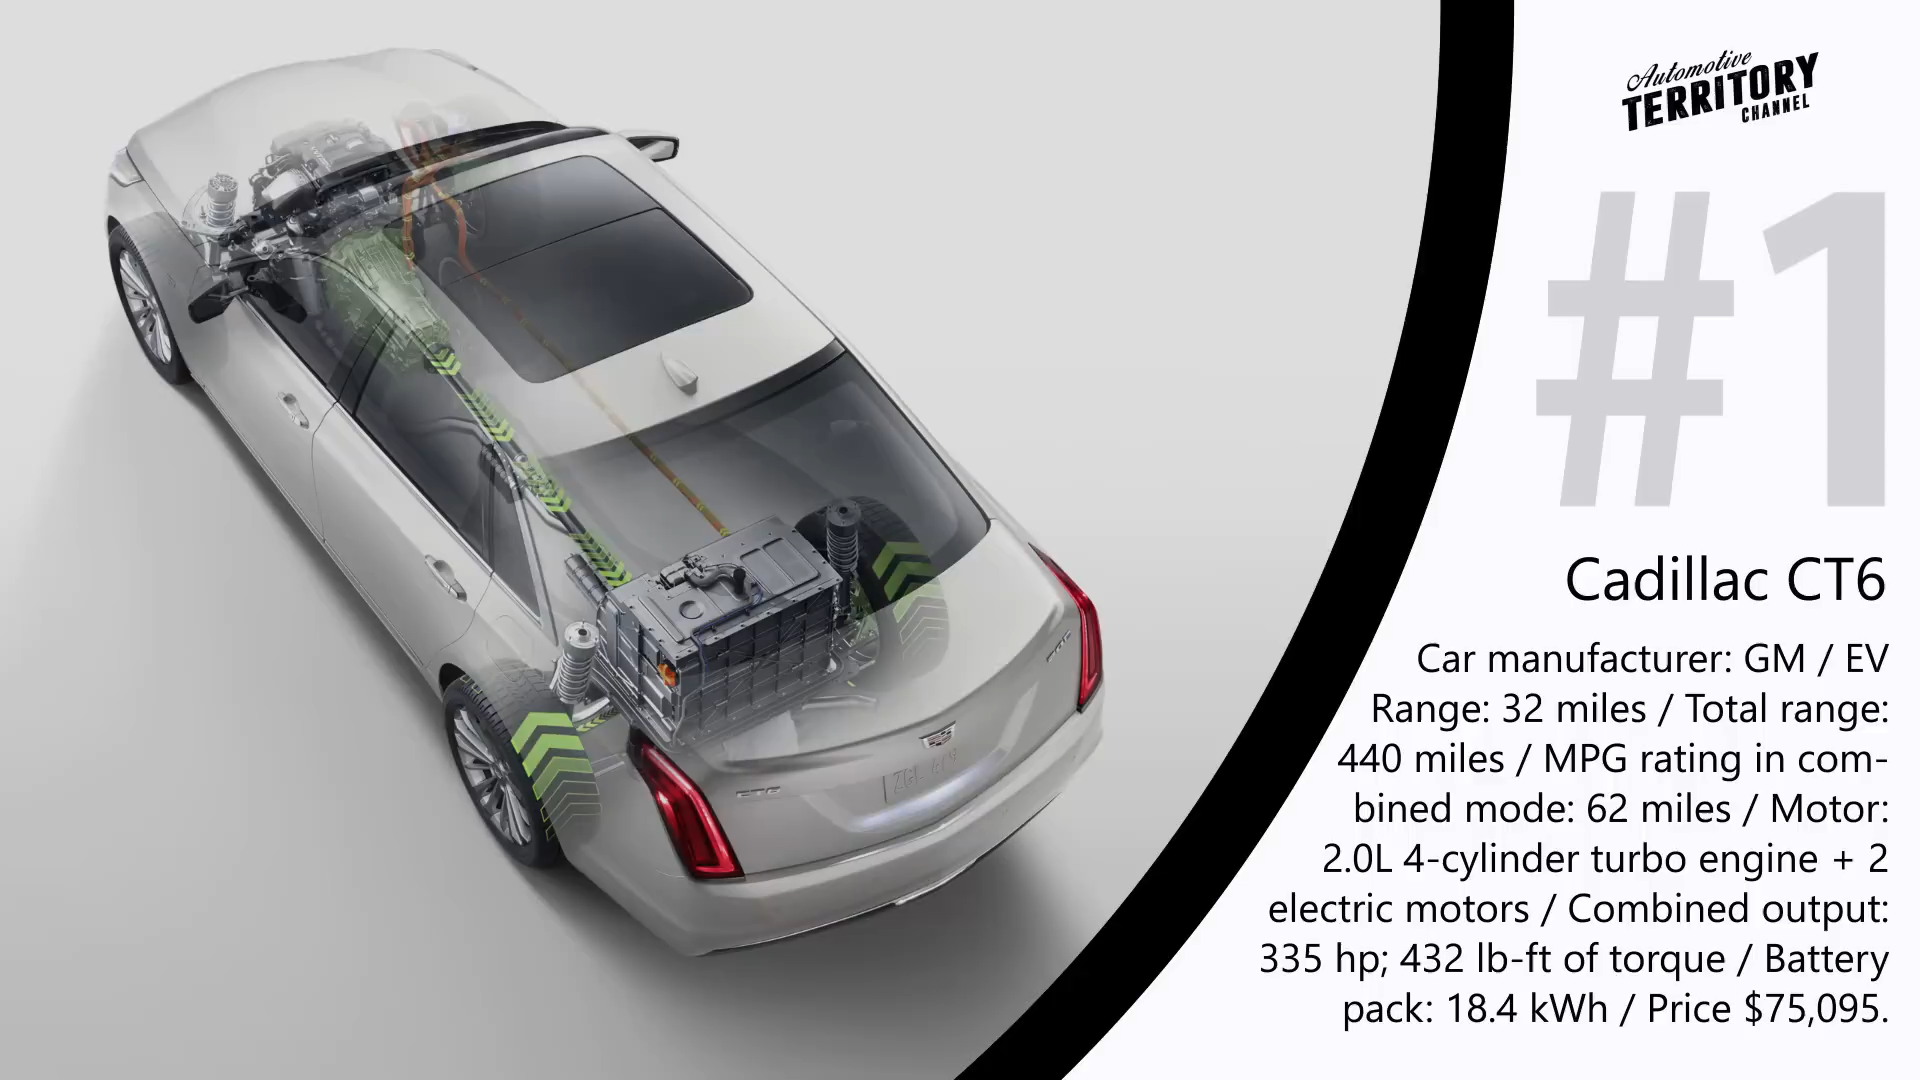 Automotive
TERRITORY
CHANNEL
#1
Cadillac CT6
Car manufacturer: GM / EV
Range: 32 miles / Total range:
440 miles / MPG rating in com-
bined mode: 62 miles / Motor:
2.0L 4-cylinder turbo engine + 2
electric motors / Combined output:
335 hp; 432 lb-ft of torque / Battery
pack: 18.4 kWh / Price $75,095.
CT6